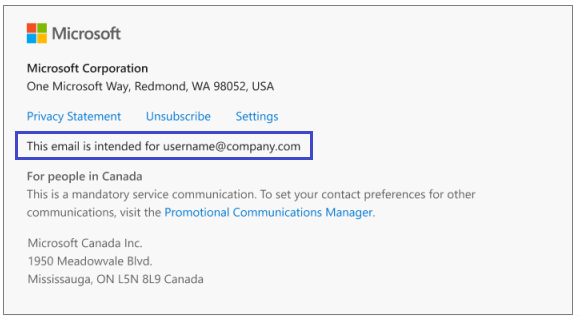 Microsoft
Microsoft Corporation
One Microsoft Way, Redmond, WA 98052, USA
Privacy Statement Unsubscribe Settings
This email is intended for username@company.com
For people in Canada
This is a mandatory service communication. To set your contact preferences for other
communications, visit the Promotional Communications Manager.
Microsoft Canada Inc.
1950 Meadowvale Blvd.
Mississauga, ON L5N 8L9 Canada